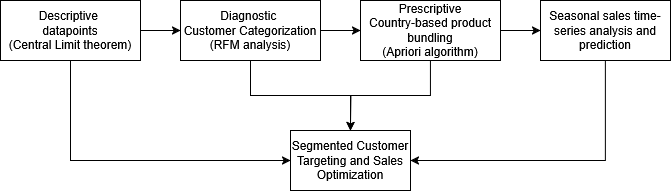 Descriptive
datapoints
(Central Limit theorem)
Diagnostic
Customer Categorization
(RFM analysis)
Prescriptive
Country-based product
bundling
(Apriori algorithm)
Seasonal sales time-
series analysis and
prediction
Segmented Customer
Targeting and Sales
Optimization